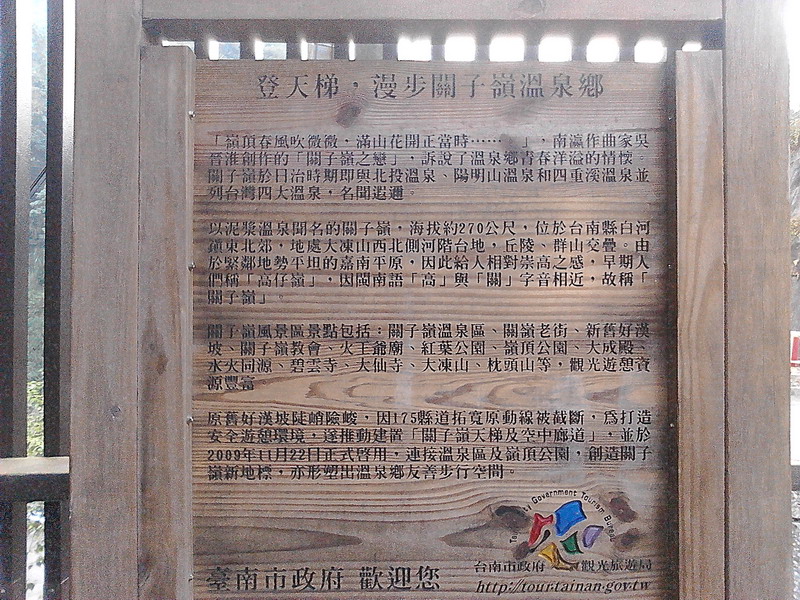 登天梯，漫步關子嶺溫泉鄉
「嶺頂春風吹微微，滿山花開正當時……　」，南瀛作曲家吳
晉淮創作的「關子嶺之戀」，訴說了溫泉鄉青春洋溢的情懷。
關子嶺於日治時期即與北投溫泉、陽明山溫泉和四重溪溫泉並
列台灣四大溫泉，名聞遐邇。
以泥漿溫泉聞名的關子嶺，海拔約270公尺，位於台南縣白河
鎮東北郊，地處大凍山西北側河階台地，丘陵、群山交疊。由
於緊鄰地勢平坦的嘉南平原，因此給人相對崇高之感，早期人
們稱「高仔嶺」，因閩南語「高」與「關」字音相近，故稱「
關子嶺」。
關子嶺風景區景點包括：關子嶺溫泉區、關嶺老街、新舊好漢
坡、關子嶺教會、火王爺廟、紅葉公園、嶺頂公園、大成殿、
水火同源、碧雲寺、大仙寺、大凍山、枕頭山等，觀光遊憩資
源豐富
原舊好漢坡陡峭險峻，因175縣道拓寬原動線被截斷，為打造
安全遊憩環境，遂推動建置「關子嶺天梯及空中廊道」，並於
2009年11月22日正式啓用，連接溫泉區及嶺頂公園，創造關子
嶺新地標，亦形塑出溫泉鄉友善步行空間。
Government Tourism Bureau
臺南市政府 歡迎您
台南市政府 觀光旅遊局
http://tour.tainan.gov.tw